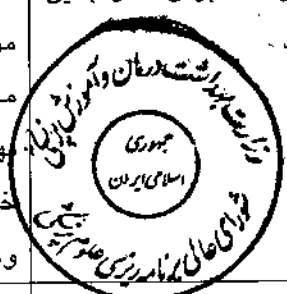 وزارت بهداشت درمان و آموزش پزشکی
جمهوری
اسلامی ایران
شورای عالی برنامه ریزی علوم پزشکی